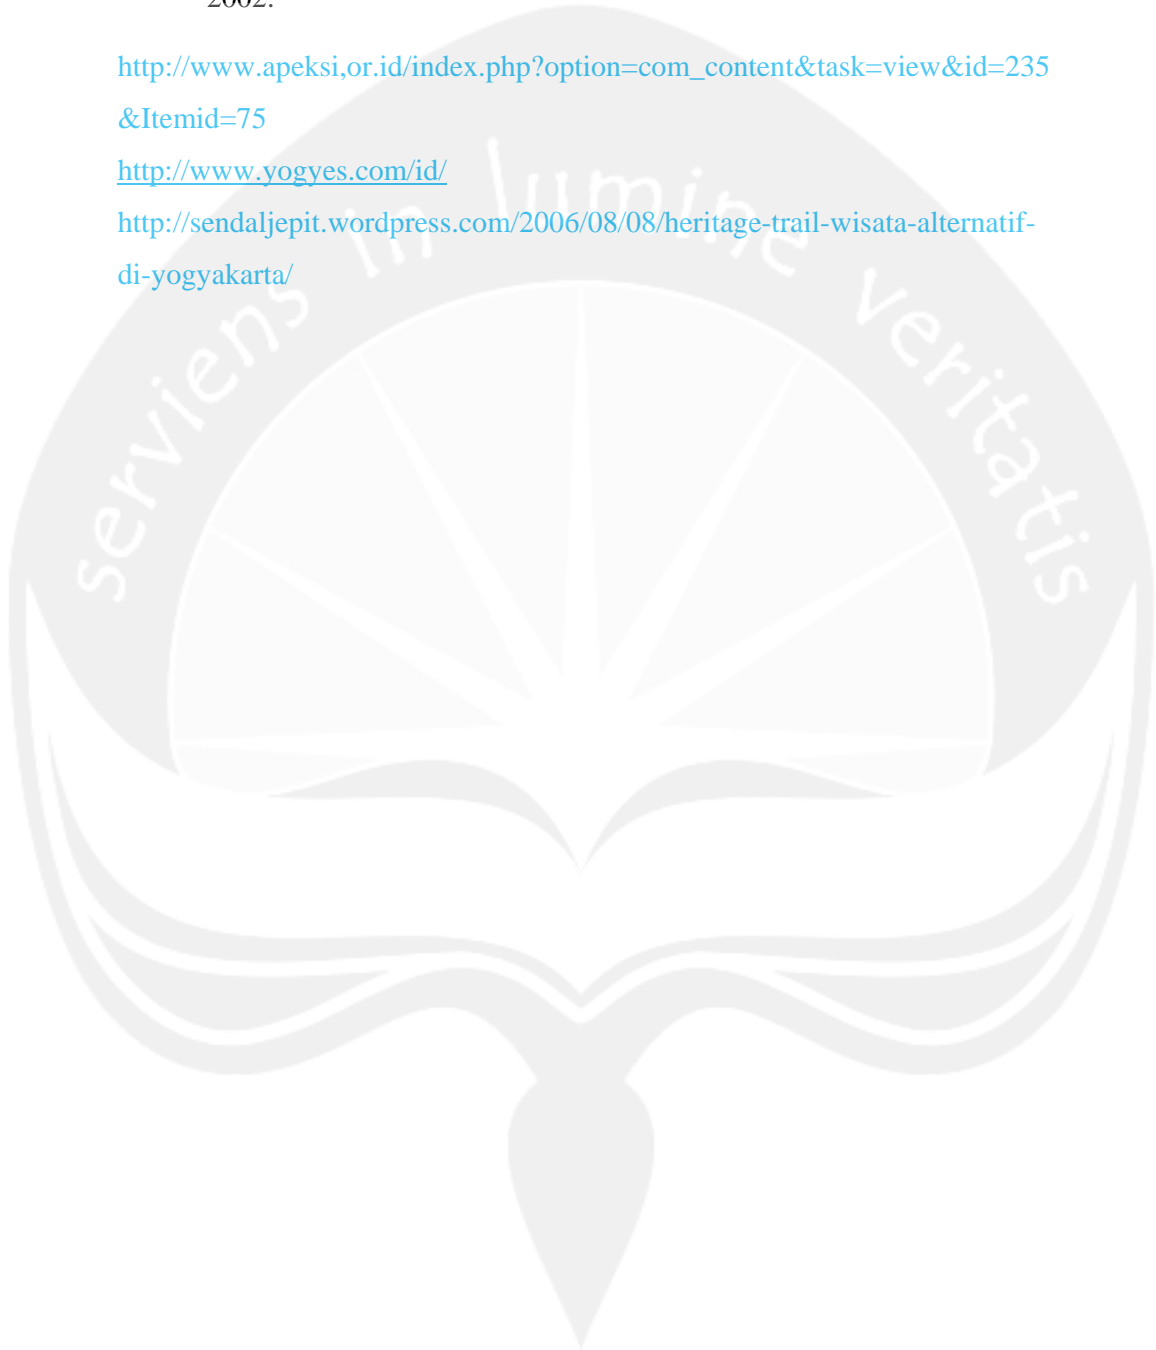 2002.
http://www.apeksi,or.id/index.php?option=com_content&task=view&id=235
&Itemid=75
http://www.yogyes.com/id/
http://sendaljepit.wordpress.com/2006/08/08/heritage-trail-wisata-alternatif-
di-yogyakarta/
serviens in lumine veritatis